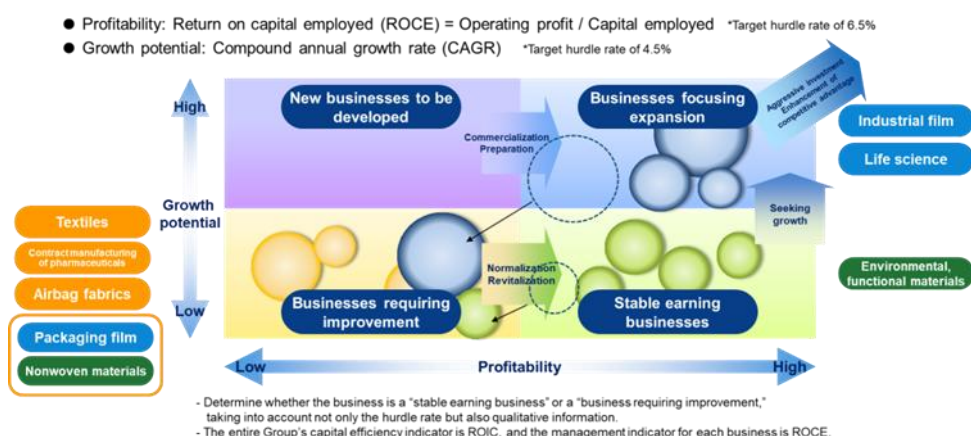 ● Profitability: Return on capital employed (ROCE) = Operating profit / Capital employed *Target hurdle rate of 6.5%
● Growth potential: Compound annual growth rate (CAGR) *Target hurdle rate of 4.5%
High
Growth
potential
Low
New businesses to be
developed
Commercialization
Preparation
Businesses focusing
expansion
Aggressive investment
Enhancement of
competitive advantage
Industrial film
Life science
Seeking
growth
Textiles
Contract manufacturing
of pharmaceuticals
Airbag fabrics
Packaging film
Nonwoven materials
Businesses requiring
improvement
Normalization
Revitalization
Stable earning
businesses
Environmental,
functional materials
Low
Profitability
High
- Determine whether the business is a “stable earning business” or a “business requiring improvement,”
taking into account not only the hurdle rate but also qualitative information.
- The entire Group’s capital efficiency indicator is ROIC, and the management indicator for each business is ROCE.